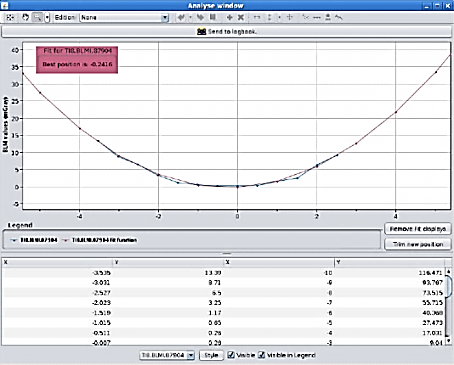 Analyse window
Edition: None
Send to logbook.
Fit for TI8.BLMI.87904
Best position is: -0.2416
BLM values (mGray)
40
35
30
25
20
15
10
5
0
-5
-4 -2 0 2 4
Legend
TI8.BLMI.87904 TI8.BLMI.87904 Fit function
Remove Fit displays
Trim new position
X Y X Y
-3.535 13.39 -10 116.471
-3.031 8.71 -9 93.767
-2.527 6.5 -8 73.515
-2.023 3.25 -7 55.715
-1.519 1.17 -6 40.368
-1.015 0.65 -5 27.473
-0.511 0.26 -4 17.031
-0.007 0.26 -3 9.04
TI8.BLMI.87904 Style Visible Visible in Legend